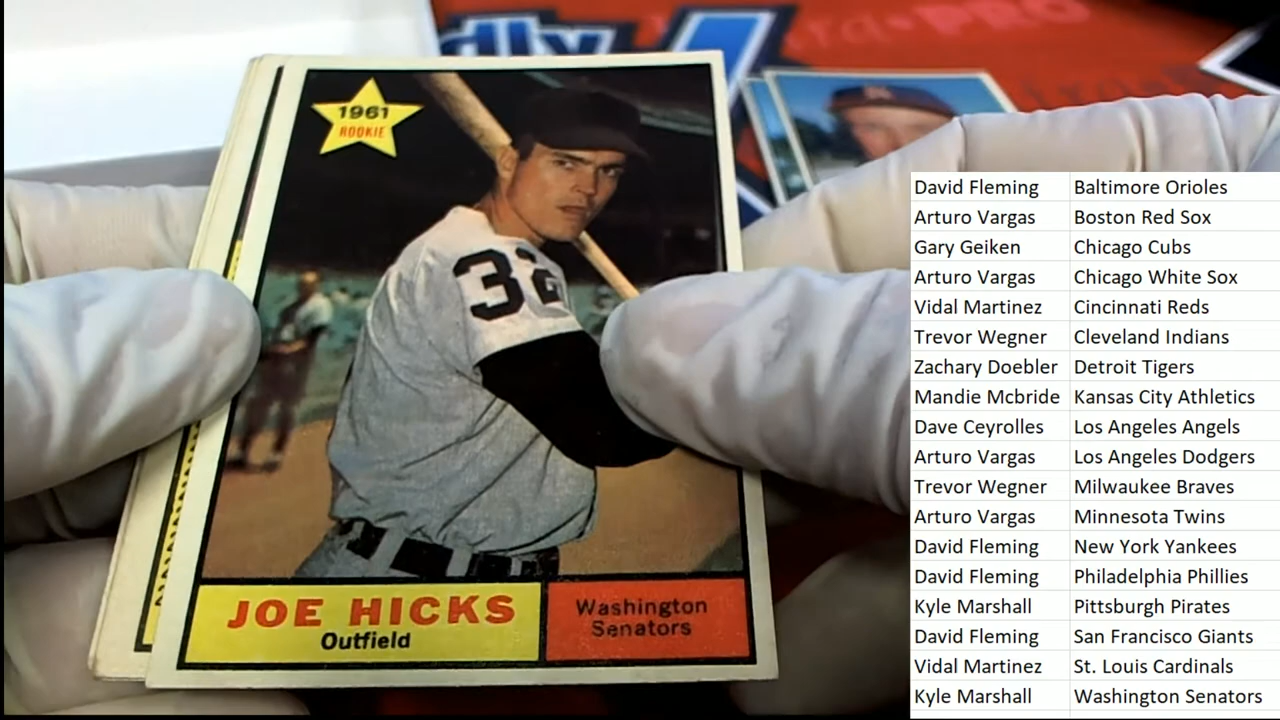 1961
ROOKIE
32
JOE HICKS
Outfield
Washington
Senators
David Fleming Baltimore Orioles
Arturo Vargas Boston Red Sox
Gary Geiken Chicago Cubs
Arturo Vargas Chicago White Sox
Vidal Martinez Cincinnati Reds
Trevor Wegner Cleveland Indians
Zachary Doebler Detroit Tigers
Mandie Mcbride Kansas City Athletics
Dave Ceyrolles Los Angeles Angels
Arturo Vargas Los Angeles Dodgers
Trevor Wegner Milwaukee Braves
Arturo Vargas Minnesota Twins
David Fleming New York Yankees
David Fleming Philadelphia Phillies
Kyle Marshall Pittsburgh Pirates
David Fleming San Francisco Giants
Vidal Martinez St. Louis Cardinals
Kyle Marshall Washington Senators